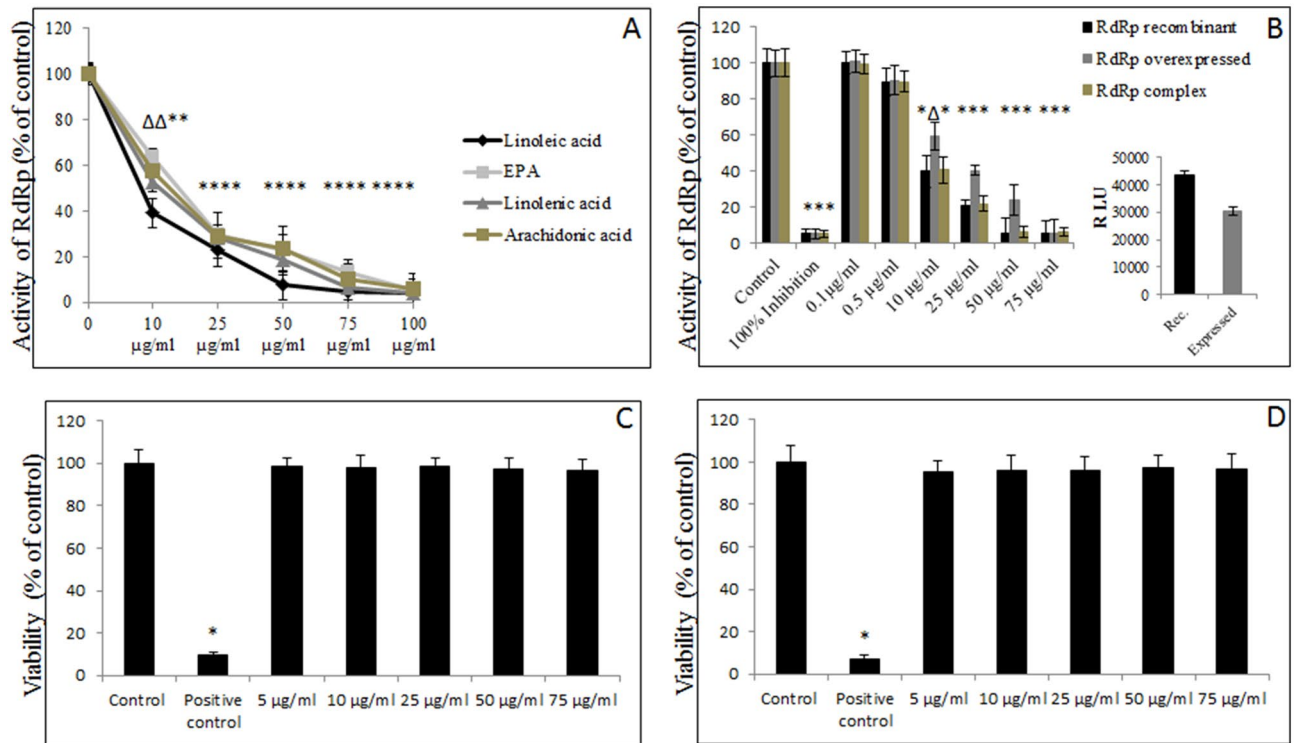 A
Activity of RdRp (% of control)
120
100
80
60
40
20
0
ΔΔ**
****
****
****
****
Linoleic acid
EPA
Linolenic acid
Arachidonic acid
0
10
25
50
75
100
µg/ml
µg/ml
µg/ml
µg/ml
µg/ml
B
RdRp recombinant
RdRp overexpressed
RdRp complex
Activity of RdRp (% of control)
120
100
80
60
40
20
0
***
*Δ*
***
***
***
Control
100% Inhibition
0.1µg/ml
0.5 µg/ml
10 µg/ml
25 µg/ml
50 µg/ml
75 µg/ml
R LU
50000
40000
30000
20000
10000
0
Rec.
Expressed
C
Viability (% of control)
120
100
80
60
40
20
0
*
Control
Positive control
5 µg/ml
10 µg/ml
25 µg/ml
50 µg/ml
75 µg/ml
D
Viability (% of control)
120
100
80
60
40
20
0
*
Control
Positive control
5 µg/ml
10 µg/ml
25 µg/ml
50 µg/ml
75 µg/ml